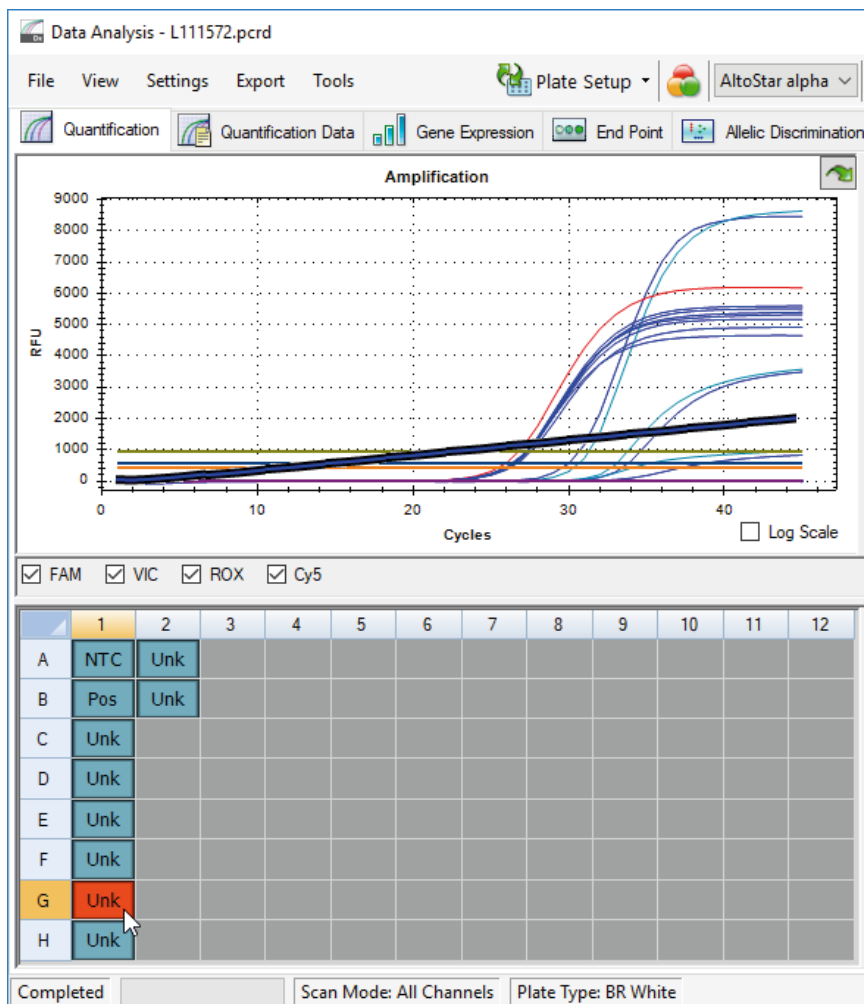 Data Analysis - L111572.pcrd
File View Settings Export Tools Plate Setup AltoStar alpha
Quantification Quantification Data Gene Expression End Point Allelic Discrimination
Amplification
9000
8000
7000
6000
5000
4000
3000
2000
1000
0
RFU
0 10 20 30 40
Cycles
Log Scale
FAM VIC ROX Cy5
1 2 3 4 5 6 7 8 9 10 11 12
A NTC Unk
B Pos Unk
C Unk
D Unk
E Unk
F Unk
G Unk
H Unk
Completed Scan Mode: All Channels Plate Type: BR White